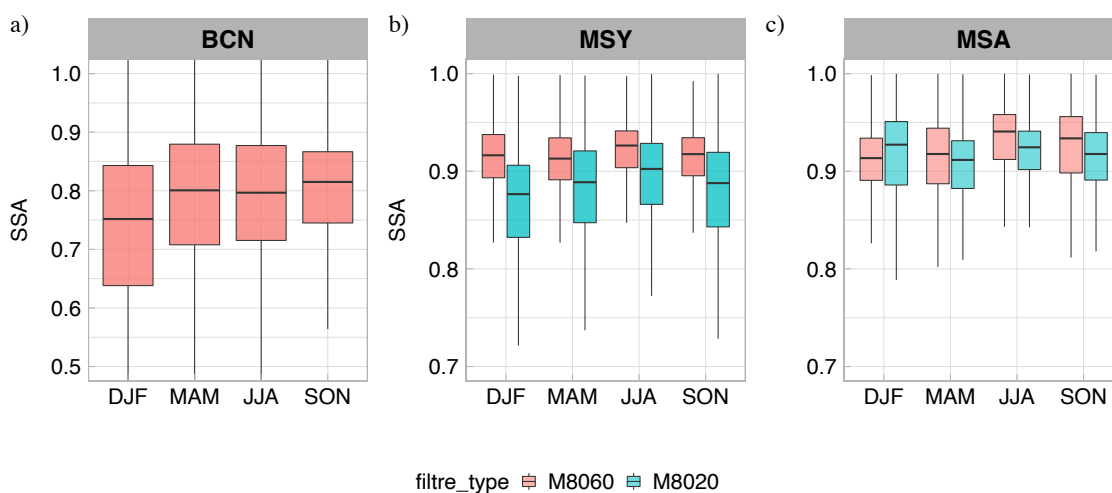 a)
BCN
SSA
1.0
0.9
0.8
0.7
0.6
0.5
DJF MAM JJA SON
b)
MSY
SSA
1.0
0.9
0.8
0.7
DJF MAM JJA SON
c)
MSA
1.0
0.9
0.8
0.7
DJF MAM JJA SON
filtre_type M8060 M8020